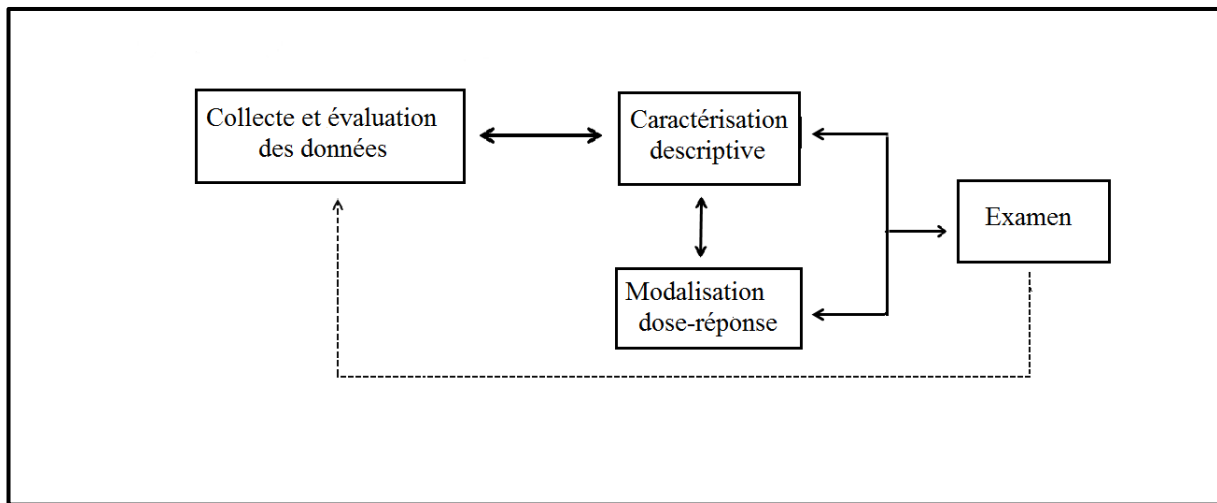 Collecte et évaluation
des données
Caractérisation
descriptive
Examen
Modalisation
dose-réponse